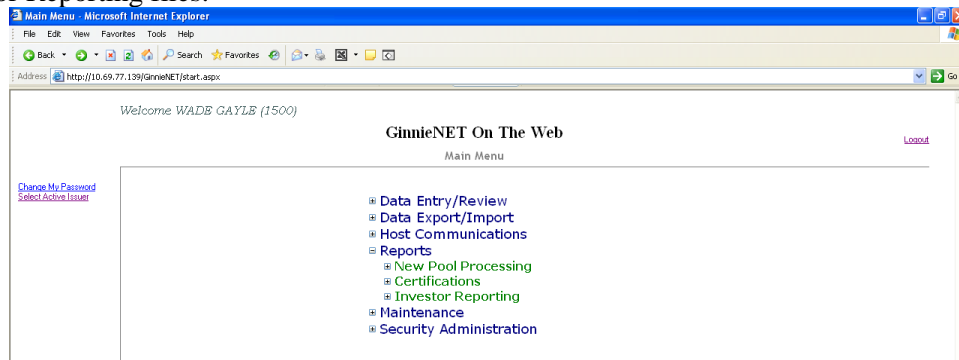 r Reporting files.
Main Menu - Microsoft Internet Explorer
File Edit View Favorites Tools Help
Back Search Favorites
Address http://10.69.77.139/GinnieNET/start.aspx Go
Welcome WADE GAYLE (1500)
GinnieNET On The Web
Logout
Main Menu
Change My Password
Select Active Issuer
Data Entry/Review
Data Export/Import
Host Communications
Reports
New Pool Processing
Certifications
Investor Reporting
Maintenance
Security Administration